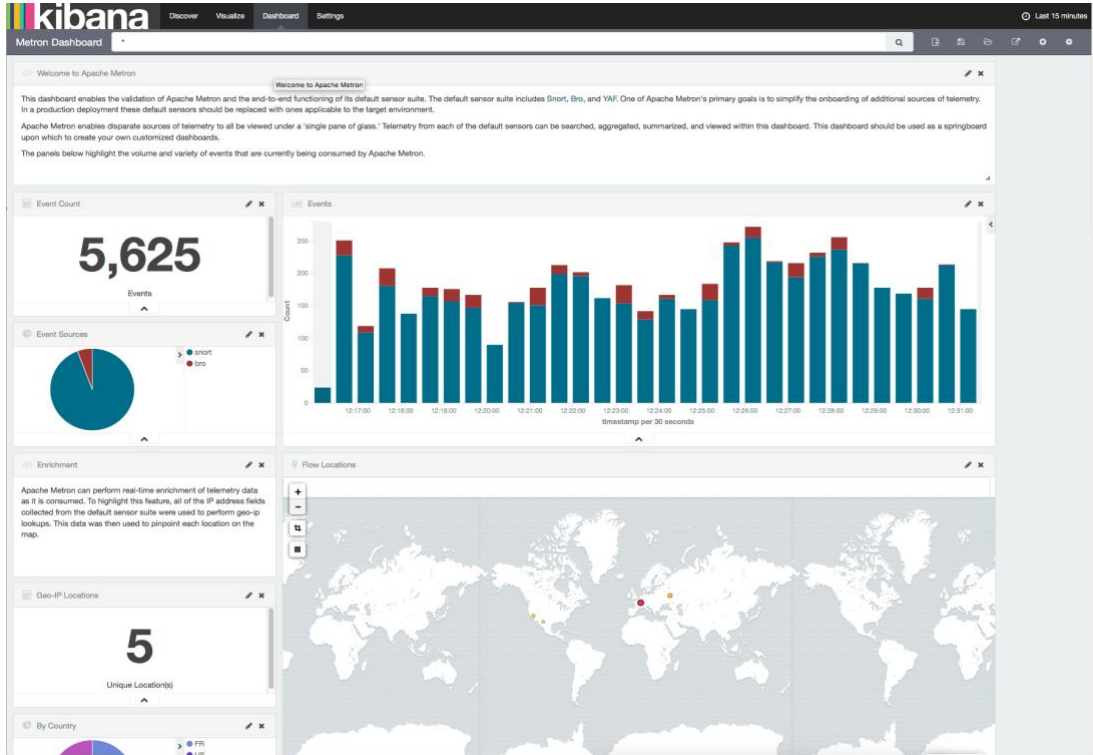 kibana
Discover Visualize Dashboard Settings
Last 15 minutes
Metron Dashboard
*
Welcome to Apache Metron
Welcome to Apache Metron
This dashboard enables the validation of Apache Metron and the end-to-end functioning of its default sensor suite. The default sensor suite includes Snort, Bro, and YAF. One of Apache Metron's primary goals is to simplify the onboarding of additional sources of telemetry.
In a production deployment these default sensors should be replaced with ones applicable to the target environment.
Apache Metron enables disparate sources of telemetry to all be viewed under a 'single pane of glass.' Telemetry from each of the default sensors can be searched, aggregated, summarized, and viewed within this dashboard. This dashboard should be used as a springboard
upon which to create your own customized dashboards.
The panels below highlight the volume and variety of events that are currently being consumed by Apache Metron.
Event Count
5,625
Events
Event Sources
snort
bro
Events
250
200
150
100
50
0
Count
12:17:00 12:18:00 12:19:00 12:20:00 12:21:00 12:22:00 12:23:00 12:24:00 12:25:00 12:26:00 12:27:00 12:28:00 12:29:00 12:30:00 12:31:00
timestamp per 30 seconds
Enrichment
Apache Metron can perform real-time enrichment of telemetry data
as it is consumed. To highlight this feature, all of the IP address fields
collected from the default sensor suite were used to perform geo-ip
lookups. This data was then used to pinpoint each location on the
map.
Flow Locations
+
−
Geo-IP Locations
5
Unique Location(s)
By Country
FR
US